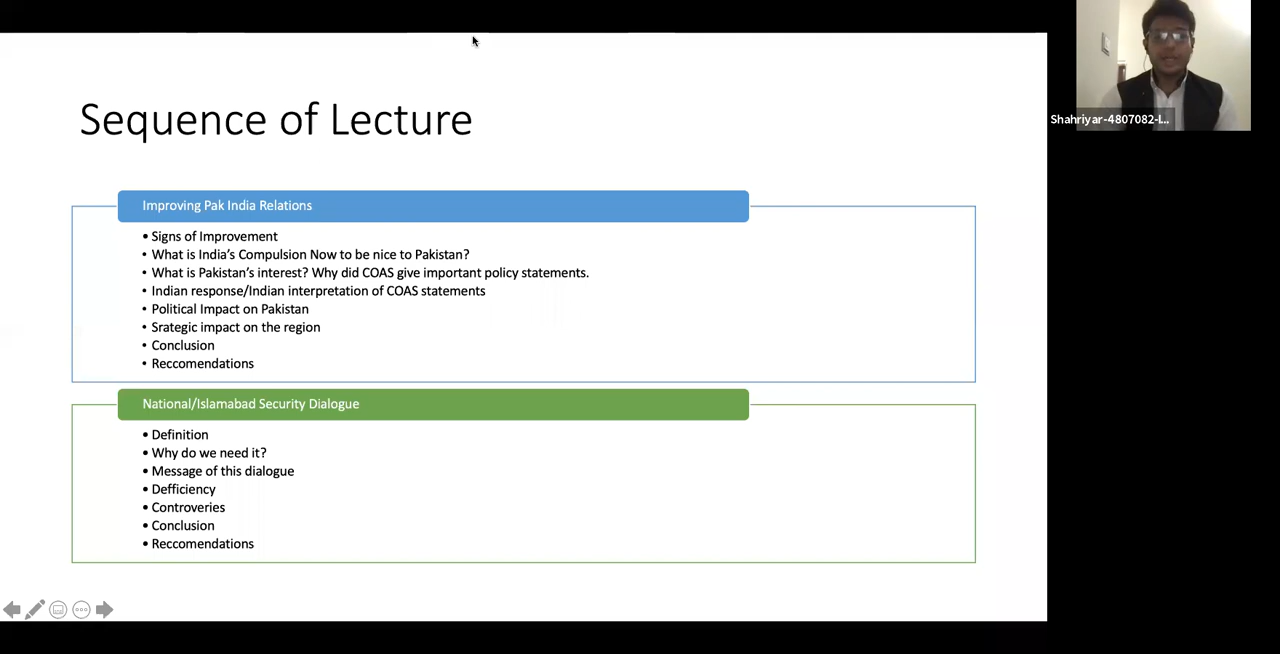 Sequence of Lecture
Improving Pak India Relations
• Signs of Improvement
• What is India's Compulsion Now to be nice to Pakistan?
• What is Pakistan's interest? Why did COAS give important policy statements.
• Indian response/Indian interpretation of COAS statements
• Political Impact on Pakistan
• Srategic impact on the region
• Conclusion
• Reccomendations
National/Islamabad Security Dialogue
• Definition
• Why do we need it?
• Message of this dialogue
• Defficiency
• Controveries
• Conclusion
• Reccomendations
Shahriyar-4807082-I...